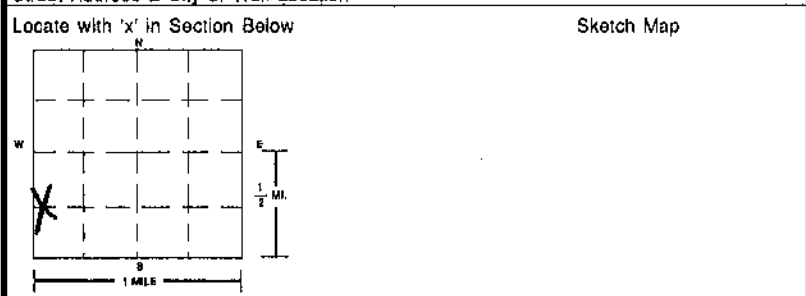 Locate with 'x' in Section Below
Sketch Map
N
W
E
X
1/2 MI.
S
1 MILE